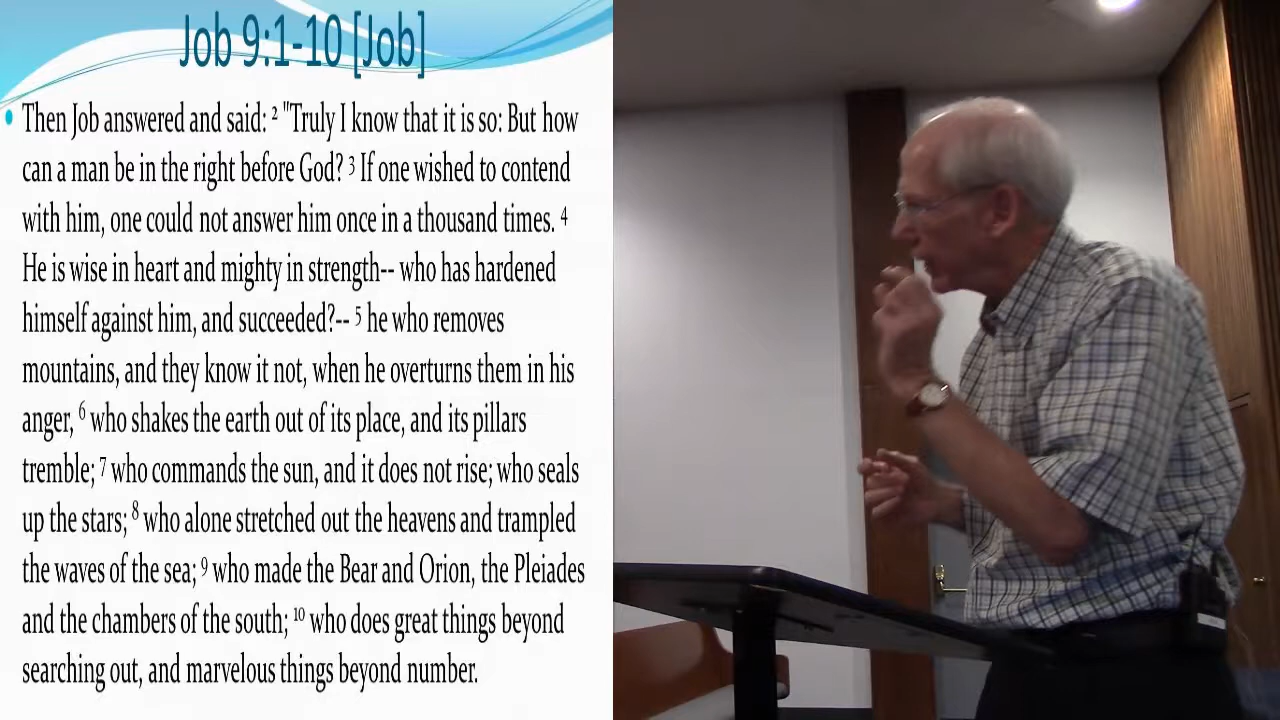 Job 9:1-10 [Job]
• Then Job answered and said: ² "Truly I know that it is so: But how
can a man be in the right before God? ³ If one wished to contend
with him, one could not answer him once in a thousand times. ⁴
He is wise in heart and mighty in strength-- who has hardened
himself against him, and succeeded?-- ⁵ he who removes
mountains, and they know it not, when he overturns them in his
anger, ⁶ who shakes the earth out of its place, and its pillars
tremble; ⁷ who commands the sun, and it does not rise; who seals
up the stars; ⁸ who alone stretched out the heavens and trampled
the waves of the sea; ⁹ who made the Bear and Orion, the Pleiades
and the chambers of the south; ¹⁰ who does great things beyond
searching out, and marvelous things beyond number.